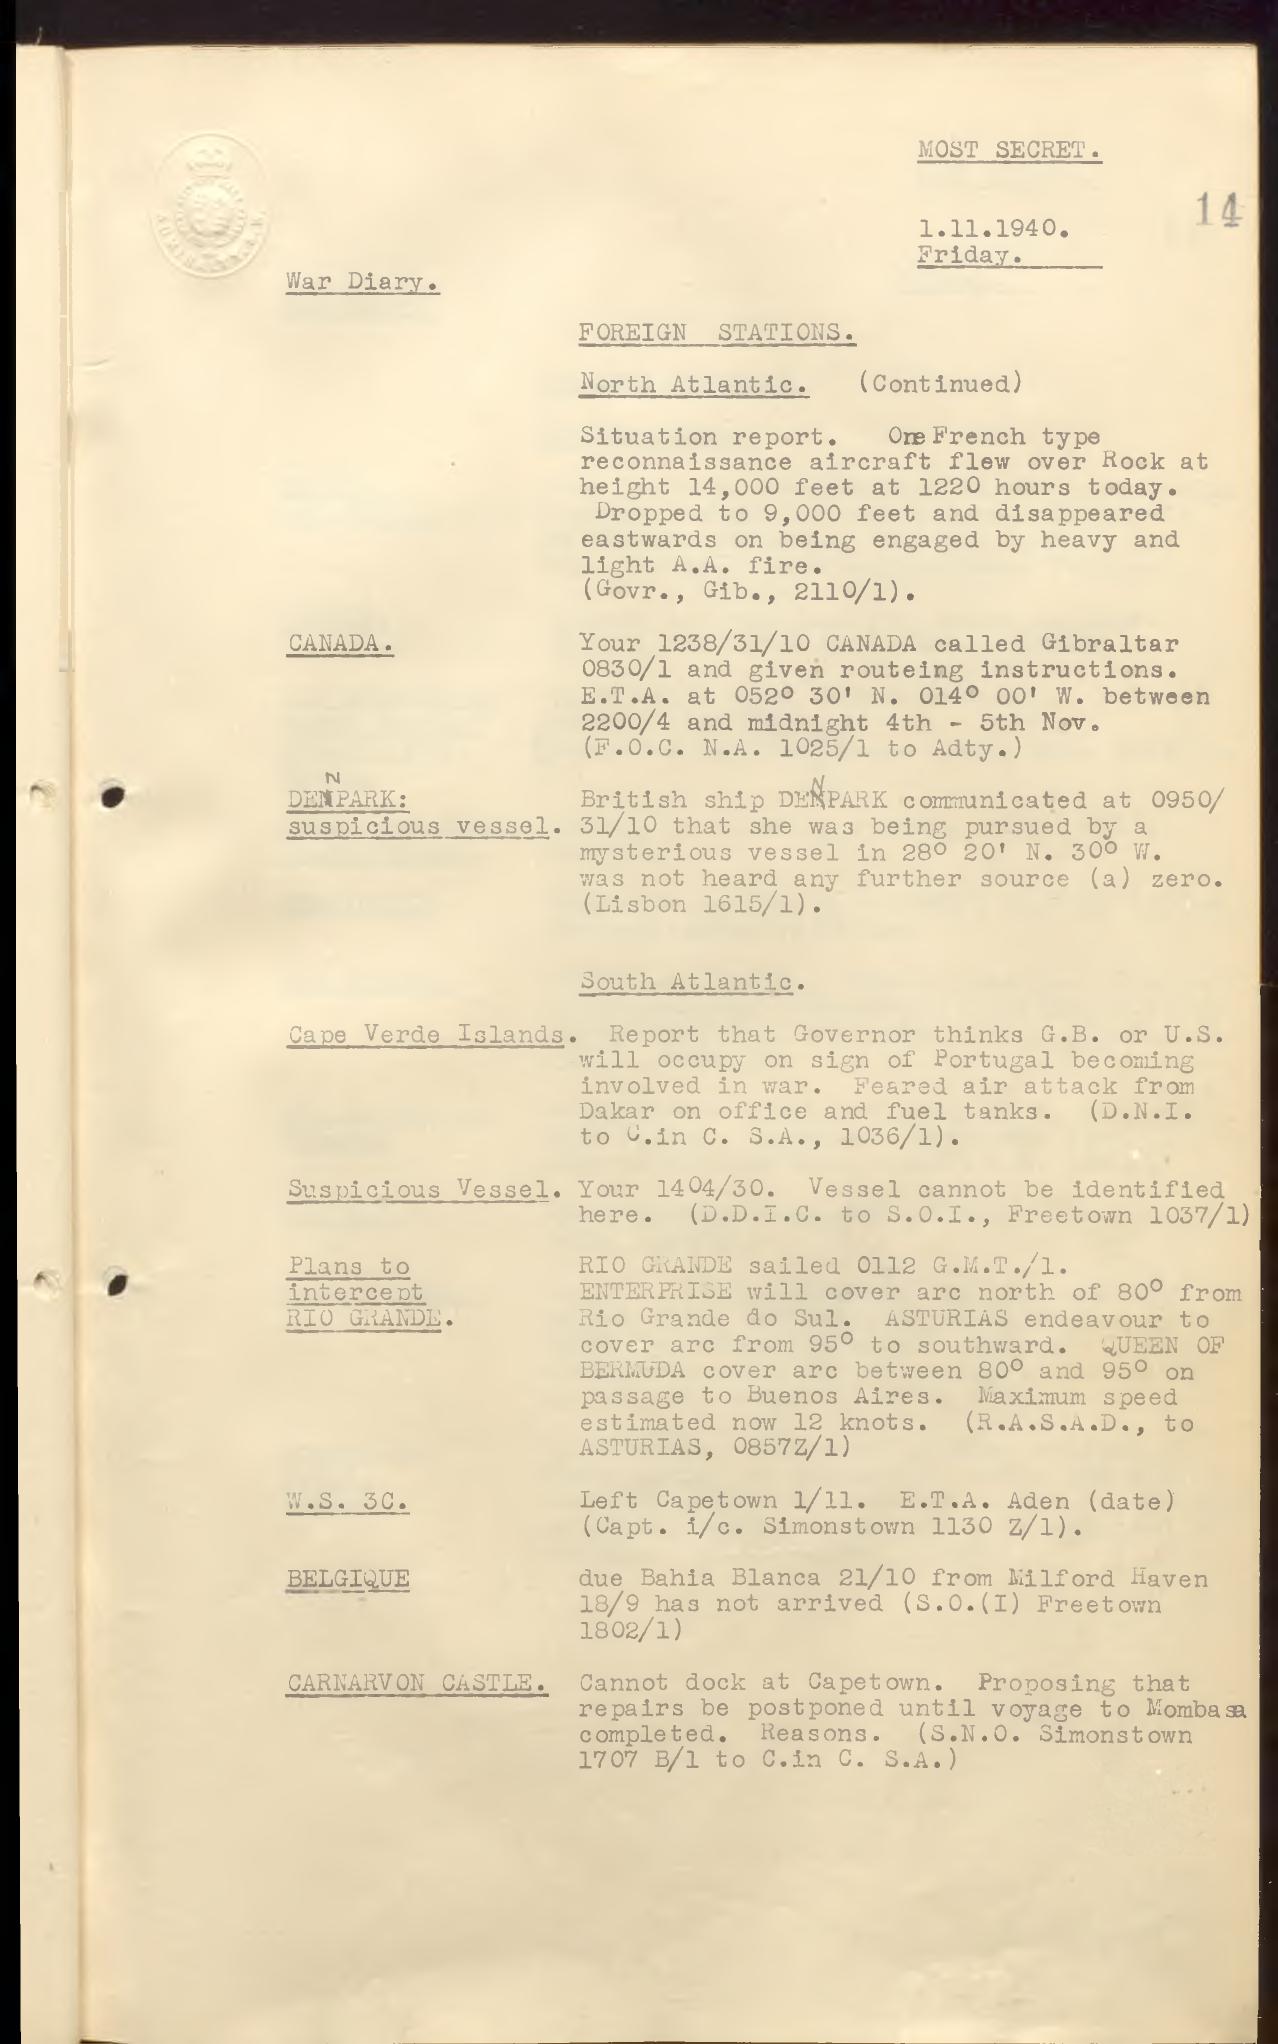 MOST SECRET.
14
1.11.1940.
Friday.
War Diary.
FOREIGN STATIONS.
North Atlantic. (Continued)
Situation report. One French type
reconnaissance aircraft flew over Rock at
height 14,000 feet at 1220 hours today.
Dropped to 9,000 feet and disappeared
eastwards on being engaged by heavy and
light A.A. fire.
(Govr., Gib., 2110/1).
CANADA. Your 1238/31/10 CANADA called Gibraltar
0830/1 and given routeing instructions.
E.T.A. at 052° 30' N. 014° 00' W. between
2200/4 and midnight 4th - 5th Nov.
(F.O.C. N.A. 1025/1 to Adty.)
DENPARK: British ship DENPARK communicated at 0950/
suspicious vessel. 31/10 that she was being pursued by a
mysterious vessel in 28° 20' N. 30° W.
was not heard any further source (a) zero.
(Lisbon 1615/1).
South Atlantic.
Cape Verde Islands. Report that Governor thinks G.B. or U.S.
will occupy on sign of Portugal becoming
involved in war. Feared air attack from
Dakar on office and fuel tanks. (D.N.I.
to C.in C. S.A., 1036/1).
Suspicious Vessel. Your 1404/30. Vessel cannot be identified
here. (D.D.I.C. to S.O.I., Freetown 1037/1)
Plans to RIO GRANDE sailed 0112 G.M.T./1.
intercept ENTERPRISE will cover arc north of 80° from
RIO GRANDE. Rio Grande do Sul. ASTURIAS endeavour to
cover arc from 95° to southward. QUEEN OF
BERMUDA cover arc between 80° and 95° on
passage to Buenos Aires. Maximum speed
estimated now 12 knots. (R.A.S.A.D., to
ASTURIAS, 0857Z/1)
W.S. 3C. Left Capetown 1/11. E.T.A. Aden (date)
(Capt. i/c. Simonstown 1130 Z/1).
BELGIQUE due Bahia Blanca 21/10 from Milford Haven
18/9 has not arrived (S.O.(I) Freetown
1802/1)
CARNARVON CASTLE. Cannot dock at Capetown. Proposing that
repairs be postponed until voyage to Mombasa
completed. Reasons. (S.N.O. Simonstown
1707 B/1 to C.in C. S.A.)